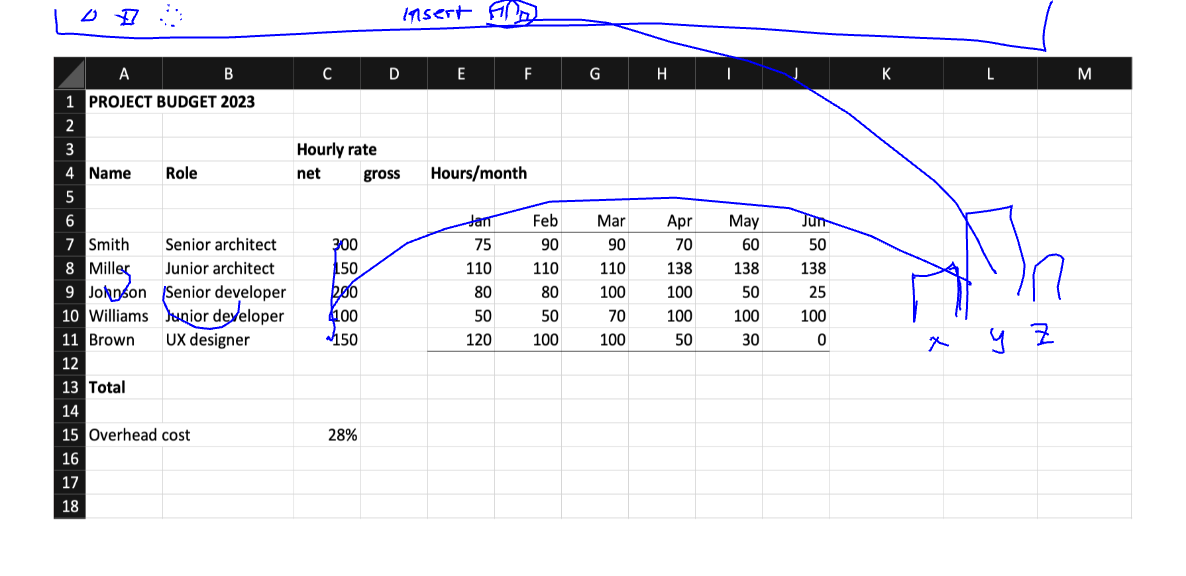 Insert
A B C D E F G H I J K L M
1 PROJECT BUDGET 2023
2
3 Hourly rate
4 Name Role net gross Hours/month
5
6 Jan Feb Mar Apr May Jun
7 Smith Senior architect 300 75 90 90 70 60 50
8 Miller Junior architect 150 110 110 110 138 138 138
9 Johnson Senior developer 200 80 80 100 100 50 25
10 Williams Junior developer 100 50 50 70 100 100 100
11 Brown UX designer 150 120 100 100 50 30 0
x y z
12
13 Total
14
15 Overhead cost 28%
16
17
18